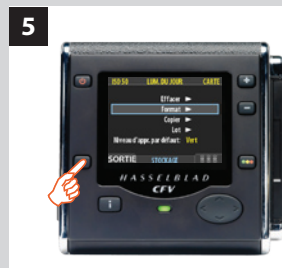 5
ISO 50 LUM. DU JOUR CARTE
Effacer ►
Format ►
Copier ►
Lot ►
Niveau d'appr. par défaut: Vert
SORTIE STOCKAGE
HASSELBLAD
CFV
i